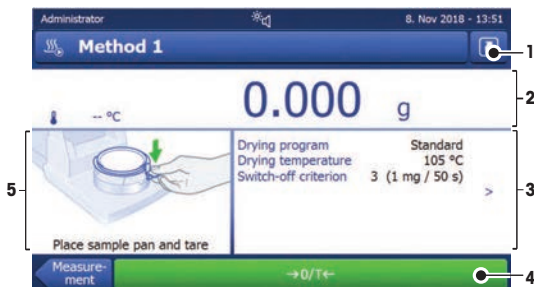 Administrator
8. Nov 2018 - 13:51
Method 1
1
-- °C
0.000 g
2
Drying program Standard
Drying temperature 105 °C
Switch-off criterion 3 (1 mg / 50 s)
>
3
5
Place sample pan and tare
Measure-
ment
→0/T←
4